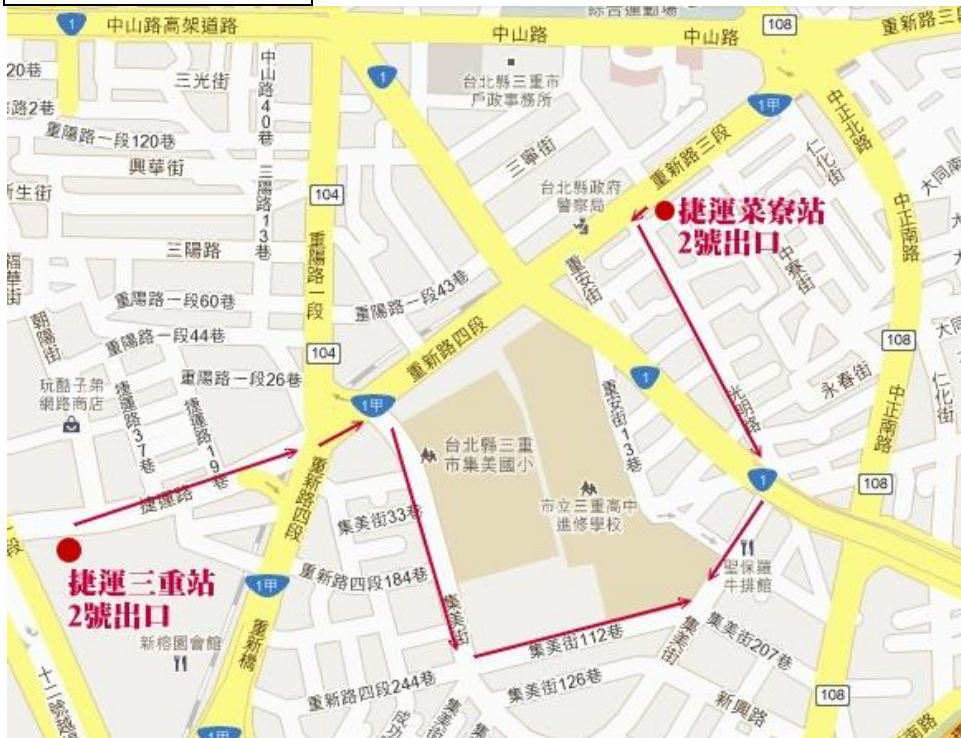 1
中山路高架道路
中山路
中山路
108
重新路三段
20巷
三光街
中山路40巷
1
台北縣三重市
戶政事務所
1甲
中正北路
路2巷
重陽路一段120巷
三寧街
重新路三段
仁化街
興華街
三陽路13巷
104
台北縣政府
警察局
捷運菜寮站
2號出口
大同南
中正南路
三陽路
重陽路一段
重安街
中寮街
福華街
重陽路一段60巷
重陽路一段43巷
朝陽街
重陽路一段44巷
104
重新路四段
108
重陽路一段26巷
1
永春街
仁化街
玩酷子弟
網路商店
捷運路37巷
捷運路19巷
1甲
重安街13巷
光明路
中正南路
台北縣三重
市集美國小
捷運路
重新路四段
1
108
集美街33巷
市立三重高中
進修學校
捷運三重站
2號出口
重新路四段184巷
1甲
聖保羅
牛排館
集美街
新榕園會館
重新橋
集美街112巷
集美街
集美街207巷
重新路四段244巷
集美街126巷
新興路
108
1甲